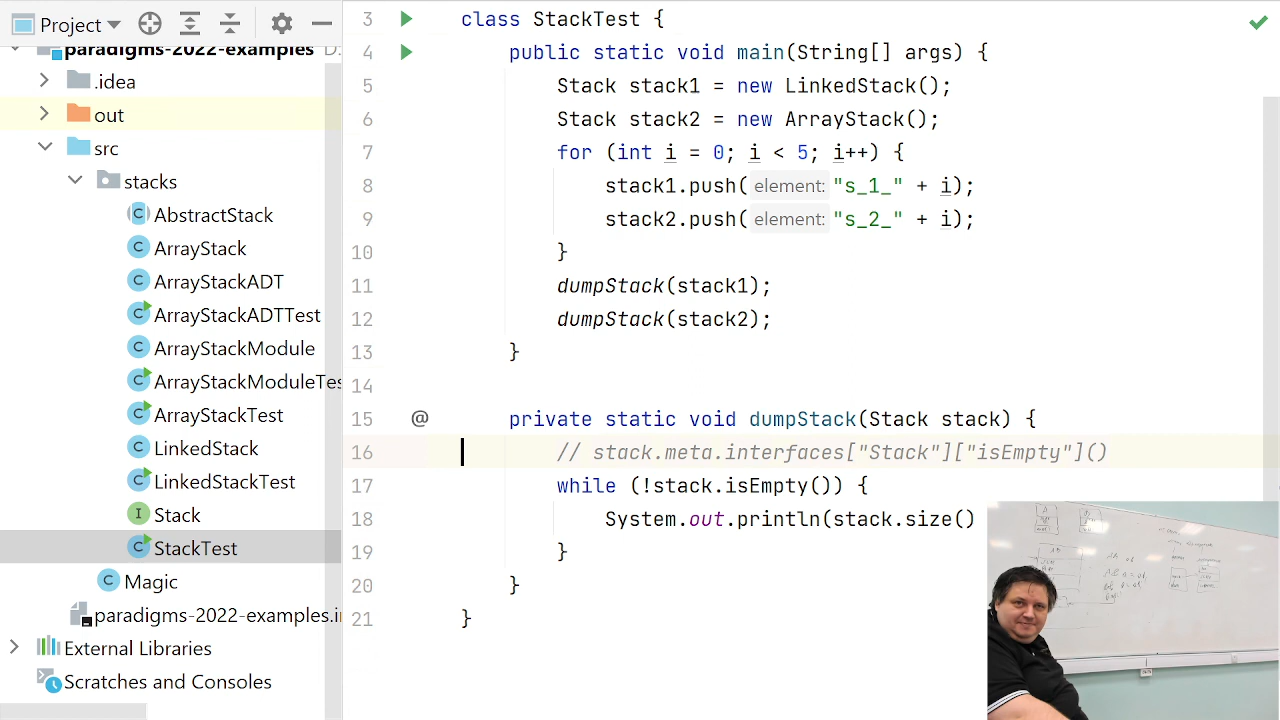 Project
paradigms-2022-examples
.idea
out
src
stacks
AbstractStack
ArrayStack
ArrayStackADT
ArrayStackADTTest
ArrayStackModule
ArrayStackModuleTes
ArrayStackTest
LinkedStack
LinkedStackTest
Stack
StackTest
Magic
paradigms-2022-examples.i
External Libraries
Scratches and Consoles
3 class StackTest {
4 public static void main(String[] args) {
5 Stack stack1 = new LinkedStack();
6 Stack stack2 = new ArrayStack();
7 for (int i = 0; i < 5; i++) {
8 stack1.push( element: "s_1_" + i);
9 stack2.push( element: "s_2_" + i);
10 }
11 dumpStack(stack1);
12 dumpStack(stack2);
13 }
14
15 @ private static void dumpStack(Stack stack) {
16 // stack.meta.interfaces["Stack"]["isEmpty"]()
17 while (!stack.isEmpty()) {
18 System.out.println(stack.size()
19 }
20 }
21 }